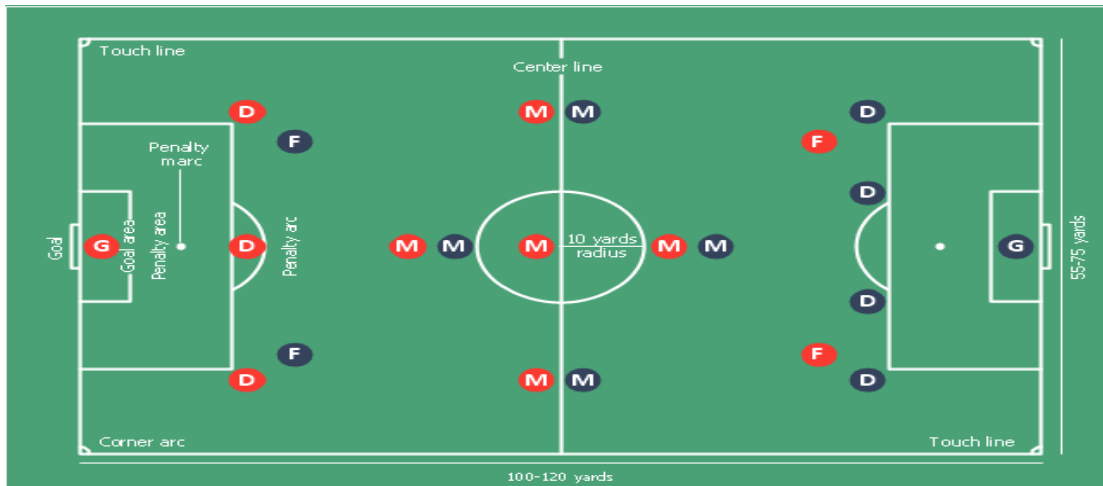 Touch line
Center line
D
M
M
D
F
Penalty
marc
F
D
Goal
G
Goal area
Penalty area
D
Penalty arc
M
M
M
10 yards
radius
M
M
G
55-75 yards
D
F
F
D
M
M
D
Corner arc
Touch line
100-120 yards